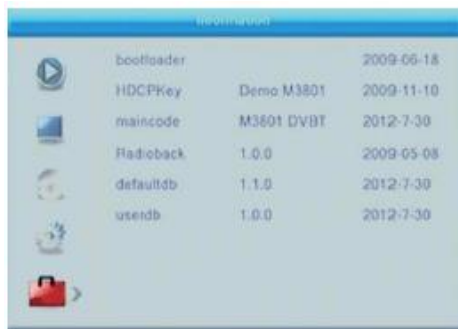 Information
bootloader 2009-06-18
HDCPKey Demo M3801 2009-11-10
maincode M3801 DVBT 2012-7-30
Radioback 1.0.0 2009-05-08
defaultdb 1.1.0 2012-7-30
userdb 1.0.0 2012-7-30